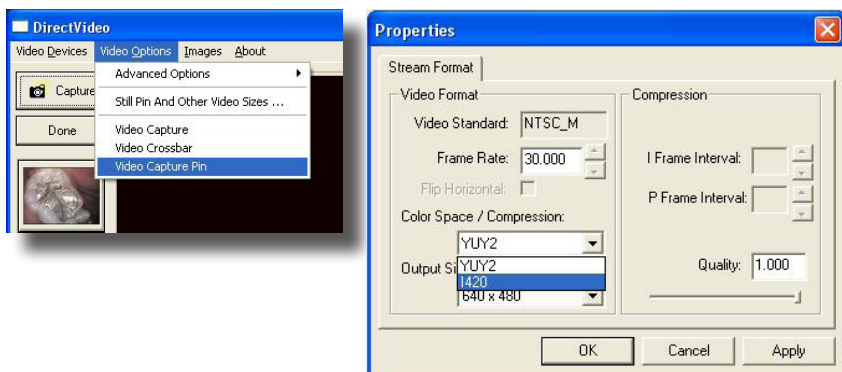 DirectVideo
Video Devices Video Options Images About
Capture
Done
Advanced Options
Still Pin And Other Video Sizes ...
Video Capture
Video Crossbar
Video Capture Pin
Properties
Stream Format
Video Format
Video Standard: NTSC_M
Frame Rate: 30.000
Flip Horizontal:
Color Space / Compression:
YUY2
YUY2
I420
Output Si
640 x 480
Compression
I Frame Interval:
P Frame Interval:
Quality: 1.000
OK Cancel Apply